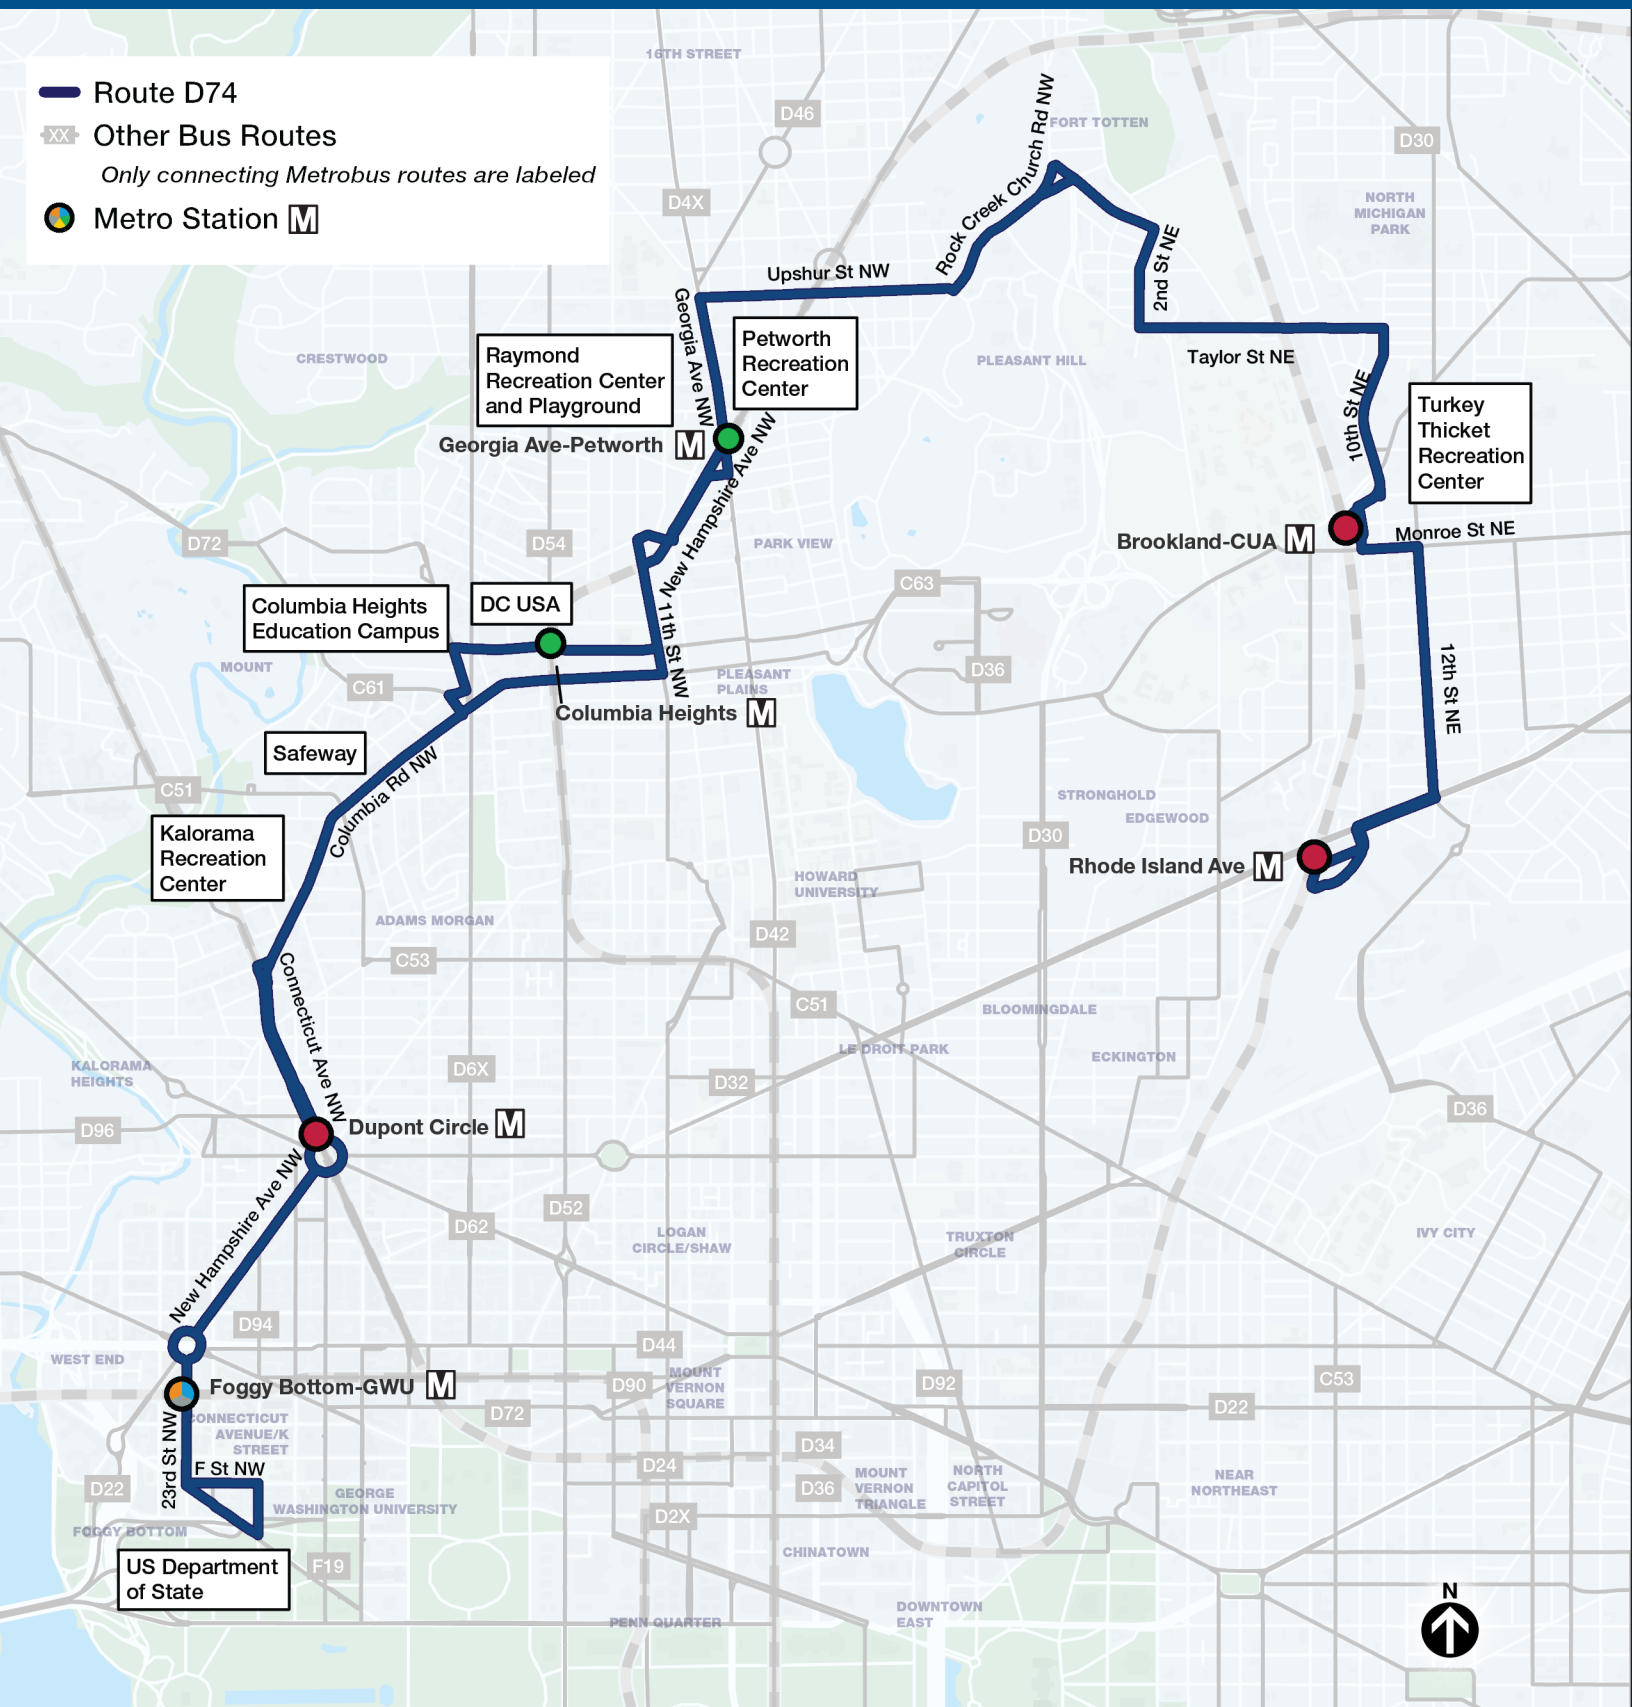 Route D74
XX Other Bus Routes
Only connecting Metrobus routes are labeled
Metro Station M
16TH STREET
D46
D4X
Rock Creek Church Rd NW
FORT TOTTEN
D30
NORTH
MICHIGAN
PARK
Upshur St NW
2nd St NE
Georgia Ave NW
CRESTWOOD
Raymond
Recreation Center
and Playground
Petworth
Recreation
Center
PLEASANT HILL
Taylor St NE
10th St NE
Turkey
Thicket
Recreation
Center
Georgia Ave-Petworth M
New Hampshire Ave NW
D72
D54
PARK VIEW
Brookland-CUA M
Monroe St NE
C63
Columbia Heights
Education Campus
DC USA
11th St NW
MOUNT
C61
PLEASANT
PLAINS
D36
12th St NE
Columbia Heights M
Safeway
Columbia Rd NW
C51
STRONGHOLD
EDGEWOOD
D30
Kalorama
Recreation
Center
Rhode Island Ave M
HOWARD
UNIVERSITY
ADAMS MORGAN
D42
C53
Connecticut Ave NW
C51
BLOOMINGDALE
LE DROIT PARK
ECKINGTON
KALORAMA
HEIGHTS
D6X
D32
D36
D96
Dupont Circle M
New Hampshire Ave NW
D52
D62
LOGAN
CIRCLE/SHAW
TRUXTON
CIRCLE
IVY CITY
D94
D44
WEST END
Foggy Bottom-GWU M
D90
MOUNT
VERNON
SQUARE
D92
C53
D72
D22
CONNECTICUT
AVENUE/K
STREET
23rd St NW
F St NW
D34
D24
D22
D36
MOUNT
VERNON
TRIANGLE
NORTH
CAPITOL
STREET
NEAR
NORTHEAST
GEORGE
WASHINGTON UNIVERSITY
D2X
FOGGY BOTTOM
CHINATOWN
US Department
of State
F19
N
DOWNTOWN
EAST
PENN QUARTER